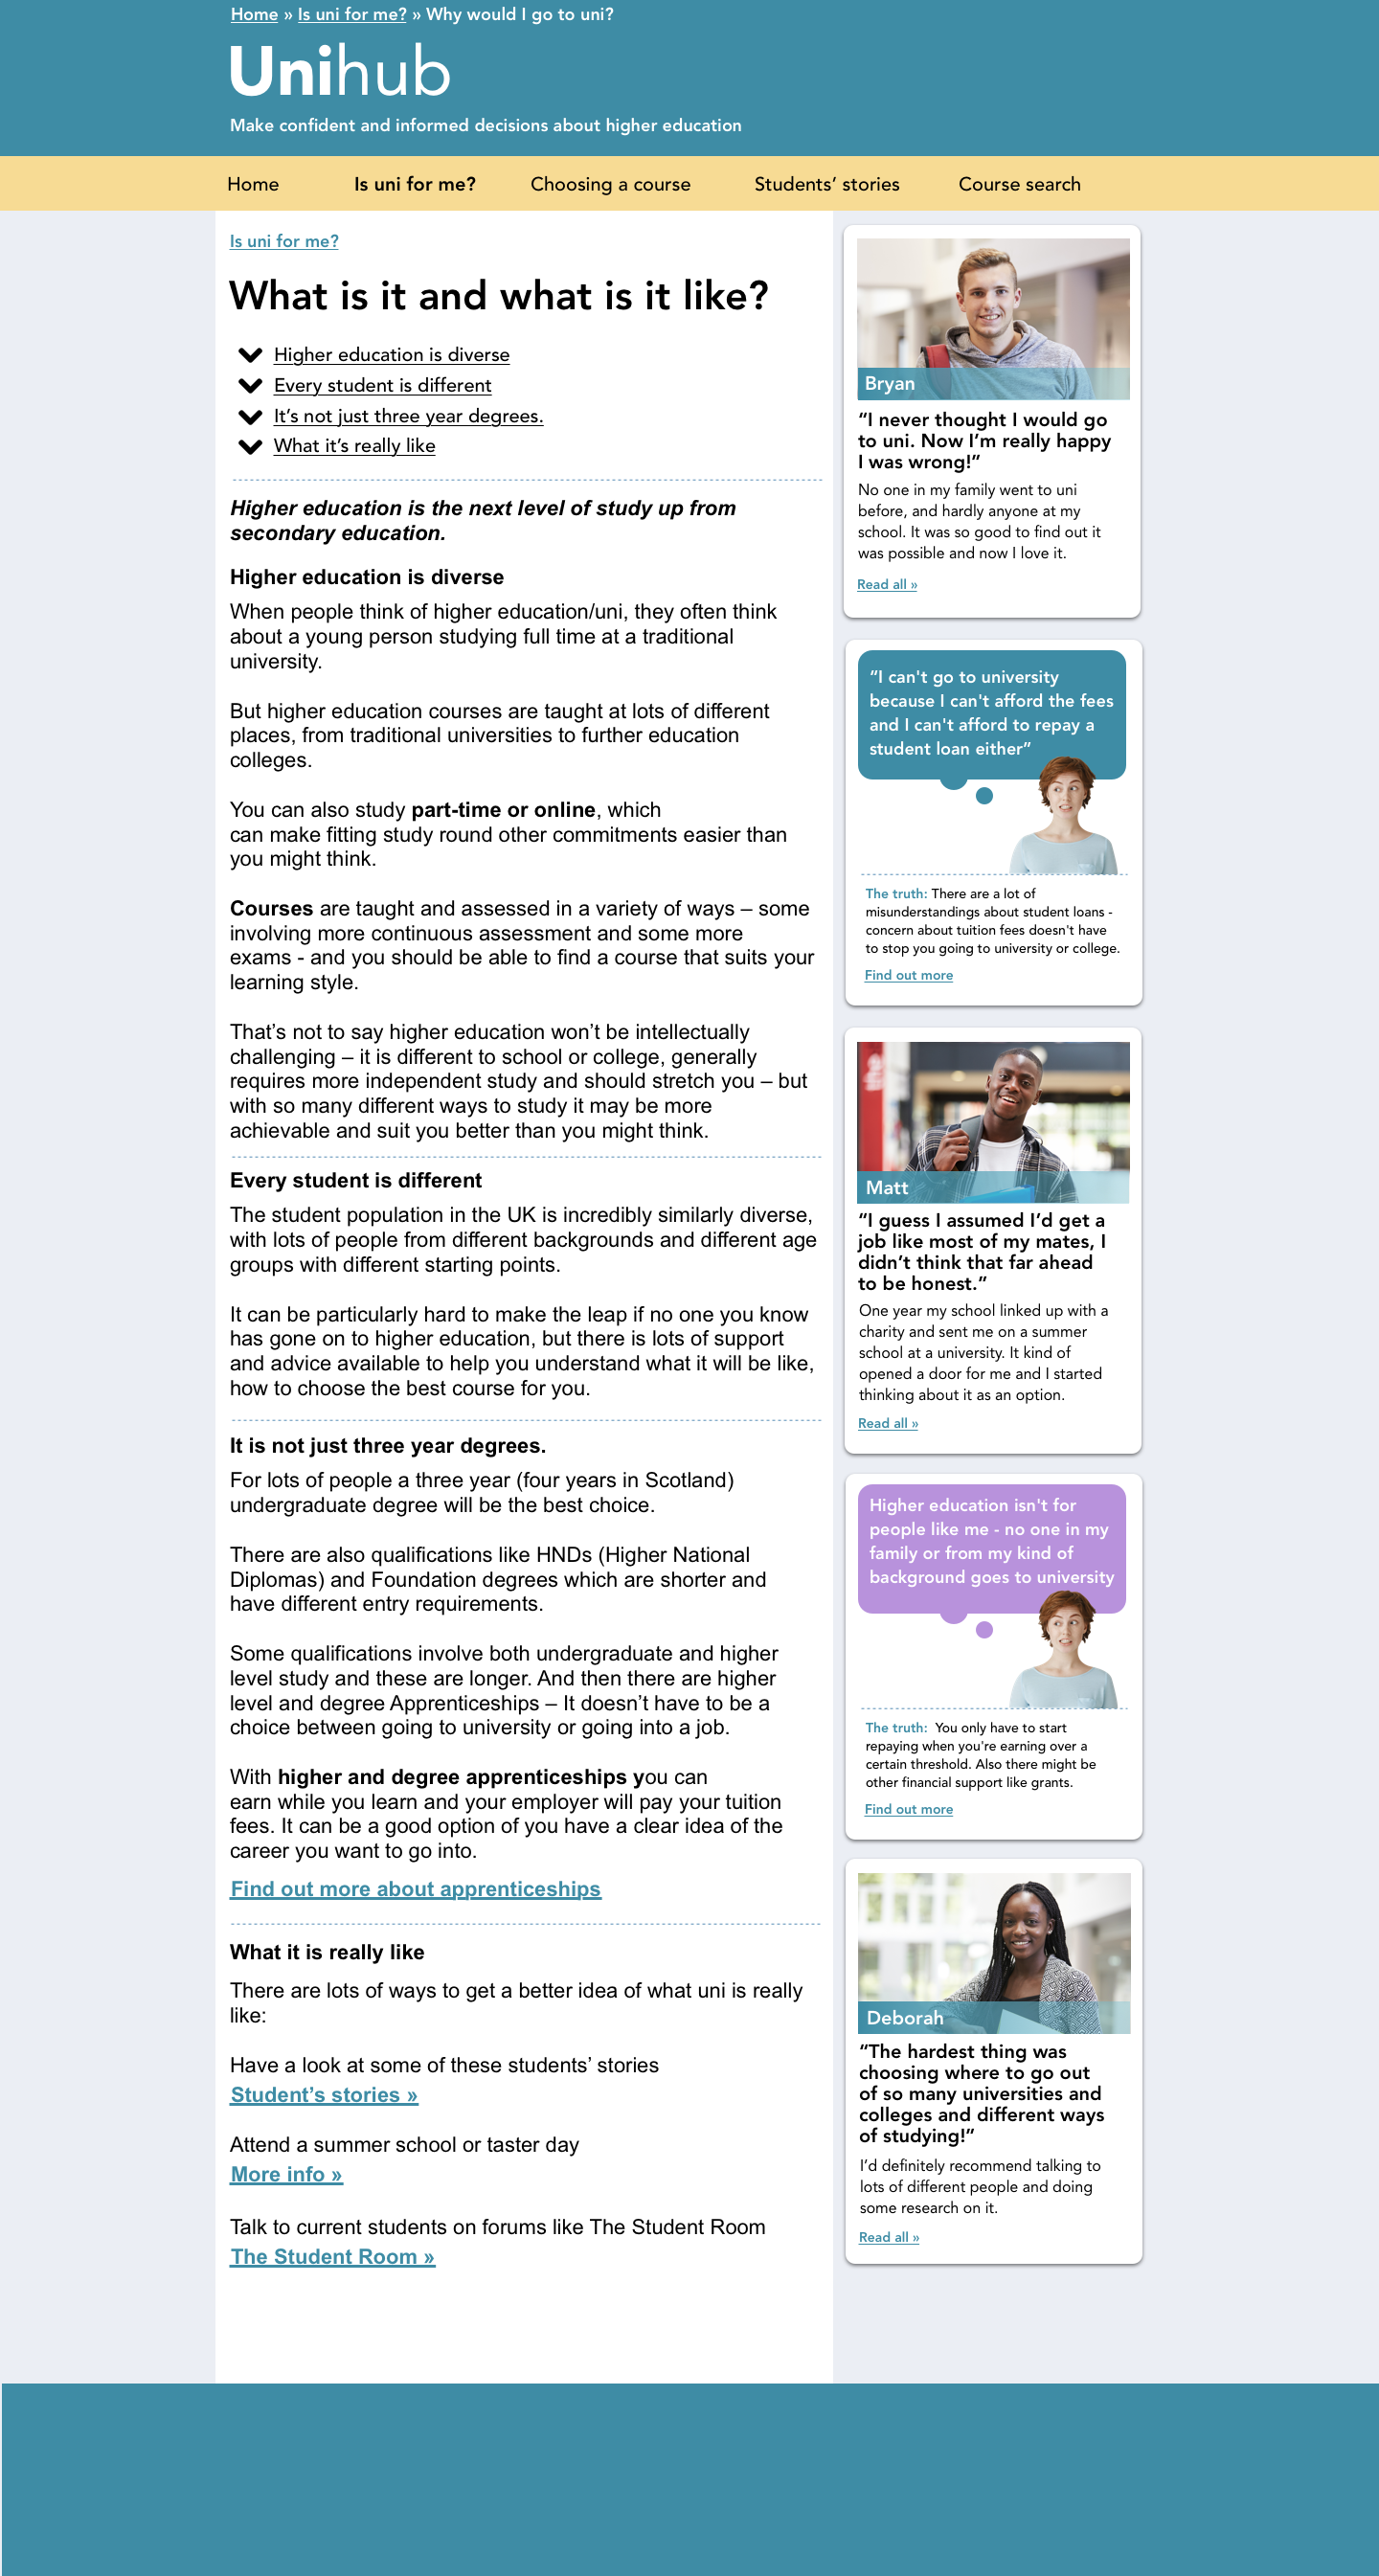 Home » Is uni for me? » Why would I go to uni?
Unihub
Make confident and informed decisions about higher education
Home Is uni for me? Choosing a course Students’ stories Course search
Is uni for me?
What is it and what is it like?
Higher education is diverse
Every student is different
It’s not just three year degrees.
What it’s really like
Higher education is the next level of study up from
secondary education.
Higher education is diverse
When people think of higher education/uni, they often think
about a young person studying full time at a traditional
university.
But higher education courses are taught at lots of different
places, from traditional universities to further education
colleges.
You can also study part-time or online, which
can make fitting study round other commitments easier than
you might think.
Courses are taught and assessed in a variety of ways – some
involving more continuous assessment and some more
exams - and you should be able to find a course that suits your
learning style.
That’s not to say higher education won’t be intellectually
challenging – it is different to school or college, generally
requires more independent study and should stretch you – but
with so many different ways to study it may be more
achievable and suit you better than you might think.
Every student is different
The student population in the UK is incredibly similarly diverse,
with lots of people from different backgrounds and different age
groups with different starting points.
It can be particularly hard to make the leap if no one you know
has gone on to higher education, but there is lots of support
and advice available to help you understand what it will be like,
how to choose the best course for you.
It is not just three year degrees.
For lots of people a three year (four years in Scotland)
undergraduate degree will be the best choice.
There are also qualifications like HNDs (Higher National
Diplomas) and Foundation degrees which are shorter and
have different entry requirements.
Some qualifications involve both undergraduate and higher
level study and these are longer. And then there are higher
level and degree Apprenticeships – It doesn’t have to be a
choice between going to university or going into a job.
With higher and degree apprenticeships you can
earn while you learn and your employer will pay your tuition
fees. It can be a good option of you have a clear idea of the
career you want to go into.
Find out more about apprenticeships
What it is really like
There are lots of ways to get a better idea of what uni is really
like:
Have a look at some of these students’ stories
Student’s stories »
Attend a summer school or taster day
More info »
Talk to current students on forums like The Student Room
The Student Room »
Bryan
“I never thought I would go
to uni. Now I’m really happy
I was wrong!”
No one in my family went to uni
before, and hardly anyone at my
school. It was so good to find out it
was possible and now I love it.
Read all »
“I can't go to university
because I can't afford the fees
and I can't afford to repay a
student loan either”
The truth: There are a lot of
misunderstandings about student loans -
concern about tuition fees doesn't have
to stop you going to university or college.
Find out more
Matt
“I guess I assumed I’d get a
job like most of my mates, I
didn’t think that far ahead
to be honest.”
One year my school linked up with a
charity and sent me on a summer
school at a university. It kind of
opened a door for me and I started
thinking about it as an option.
Read all »
Higher education isn't for
people like me - no one in my
family or from my kind of
background goes to university
The truth: You only have to start
repaying when you're earning over a
certain threshold. Also there might be
other financial support like grants.
Find out more
Deborah
“The hardest thing was
choosing where to go out
of so many universities and
colleges and different ways
of studying!”
I’d definitely recommend talking to
lots of different people and doing
some research on it.
Read all »